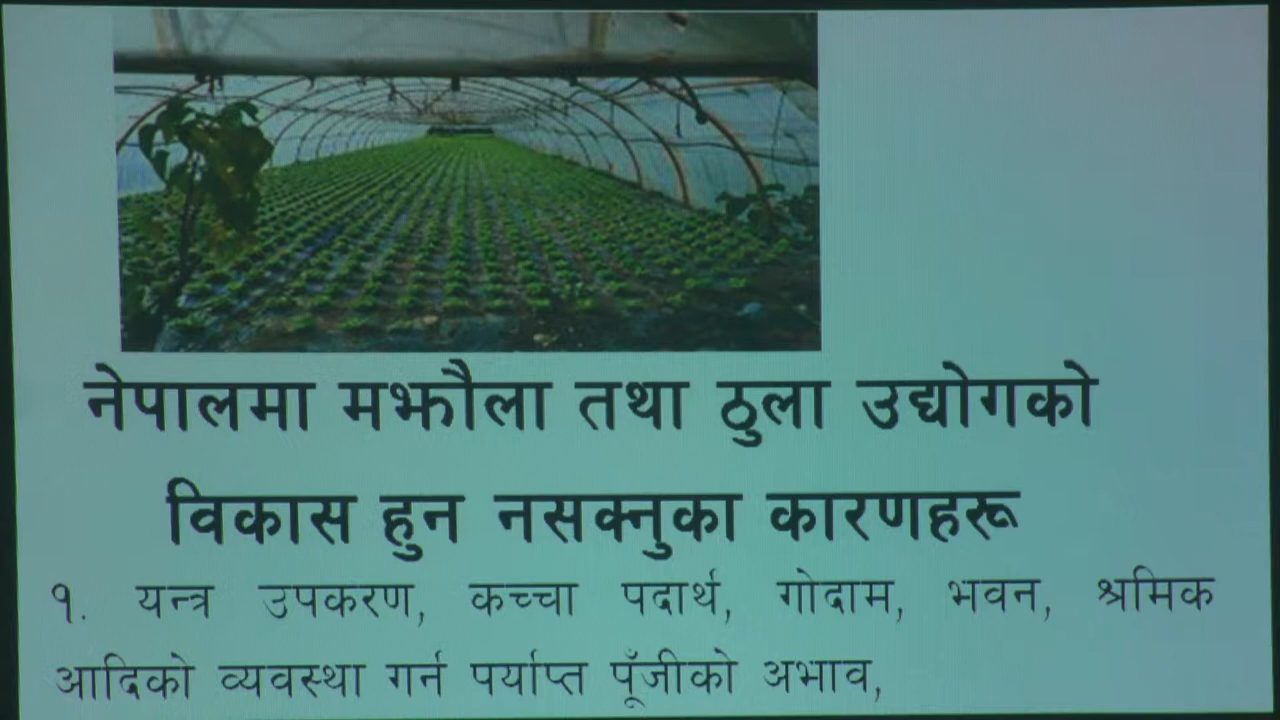 नेपालमा मझौला तथा ठुला उद्योगको
विकास हुन नसक्नुका कारणहरू
१. यन्त्र उपकरण, कच्चा पदार्थ, गोदाम, भवन, श्रमिक
आदिको व्यवस्था गर्न पर्याप्त पूँजीको अभाव,